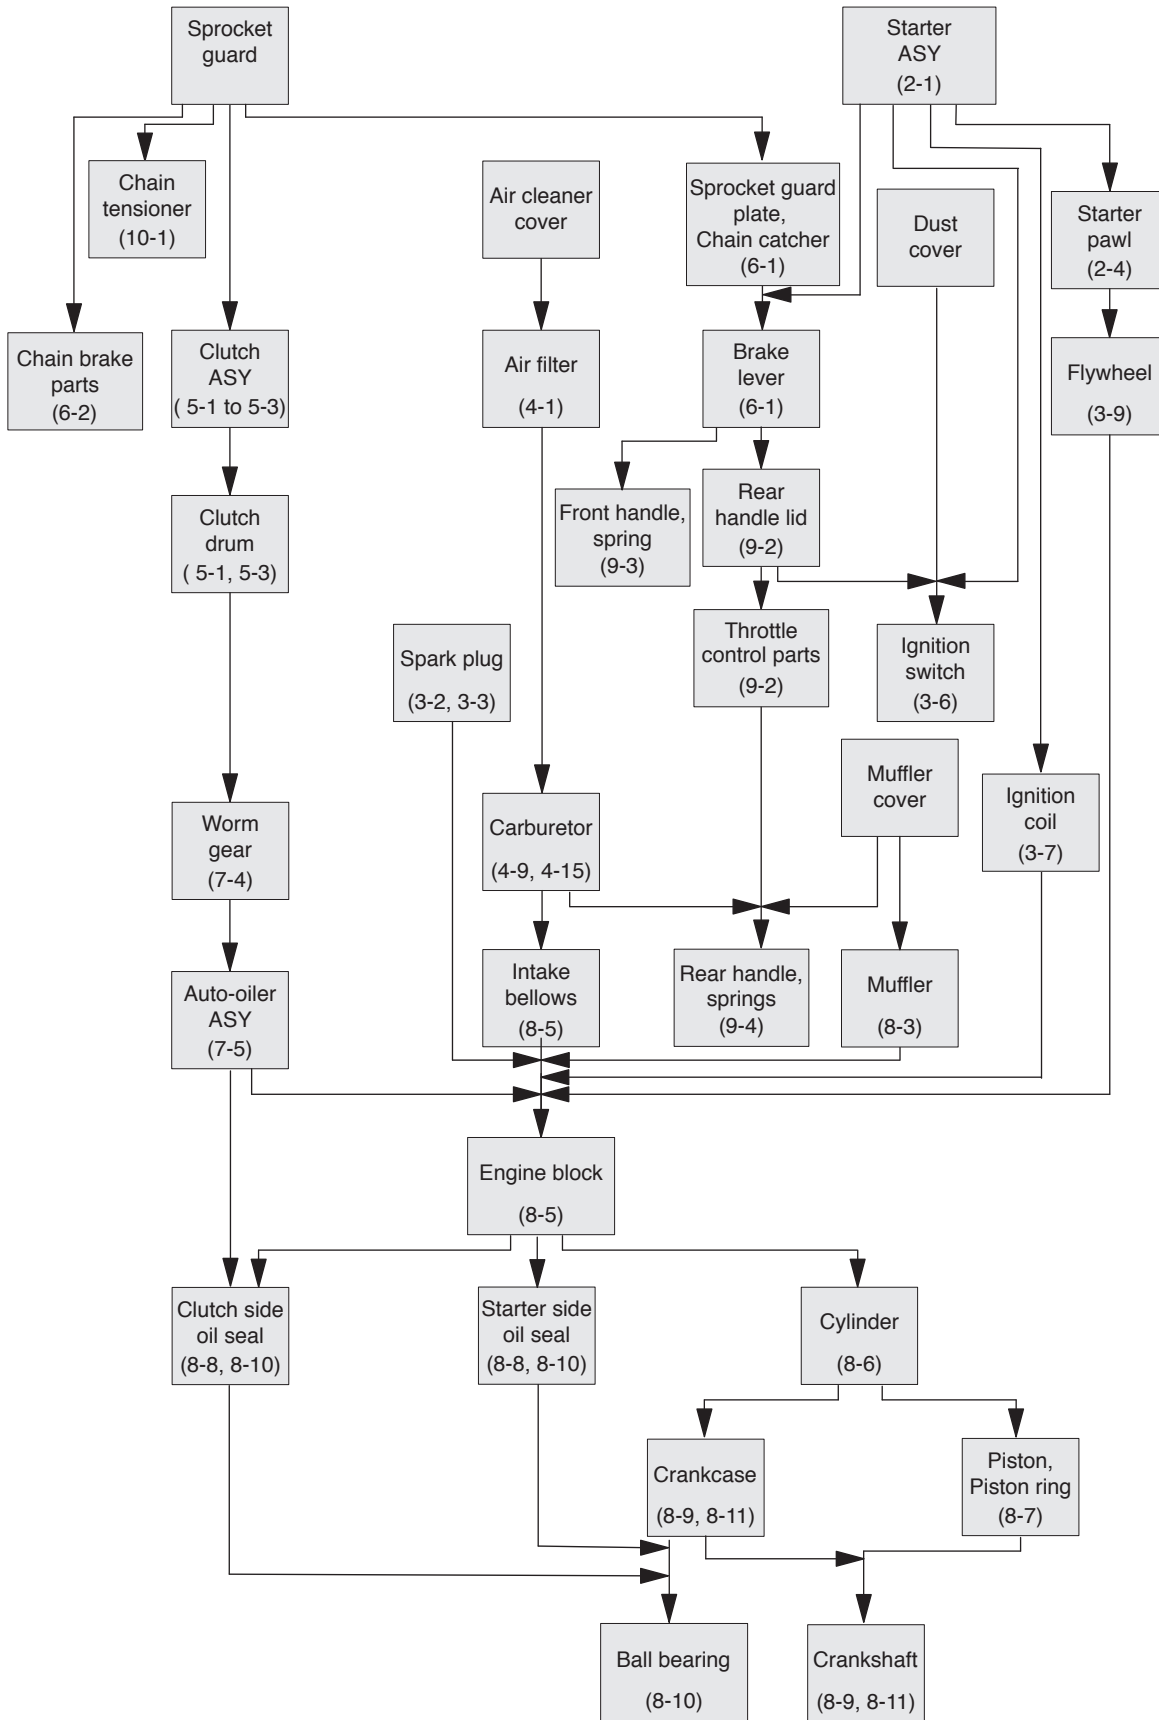 Sprocket
guard
Starter
ASY
(2-1)
Chain
tensioner
(10-1)
Air cleaner
cover
Sprocket guard
plate,
Chain catcher
(6-1)
Dust
cover
Starter
pawl
(2-4)
Chain brake
parts
(6-2)
Clutch
ASY
( 5-1 to 5-3)
Air filter
(4-1)
Brake
lever
(6-1)
Flywheel
(3-9)
Clutch
drum
( 5-1, 5-3)
Front handle,
spring
(9-3)
Rear
handle lid
(9-2)
Spark plug
(3-2, 3-3)
Throttle
control parts
(9-2)
Ignition
switch
(3-6)
Worm
gear
(7-4)
Carburetor
(4-9, 4-15)
Muffler
cover
Ignition
coil
(3-7)
Auto-oiler
ASY
(7-5)
Intake
bellows
(8-5)
Rear handle,
springs
(9-4)
Muffler
(8-3)
Engine block
(8-5)
Clutch side
oil seal
(8-8, 8-10)
Starter side
oil seal
(8-8, 8-10)
Cylinder
(8-6)
Crankcase
(8-9, 8-11)
Piston,
Piston ring
(8-7)
Ball bearing
(8-10)
Crankshaft
(8-9, 8-11)